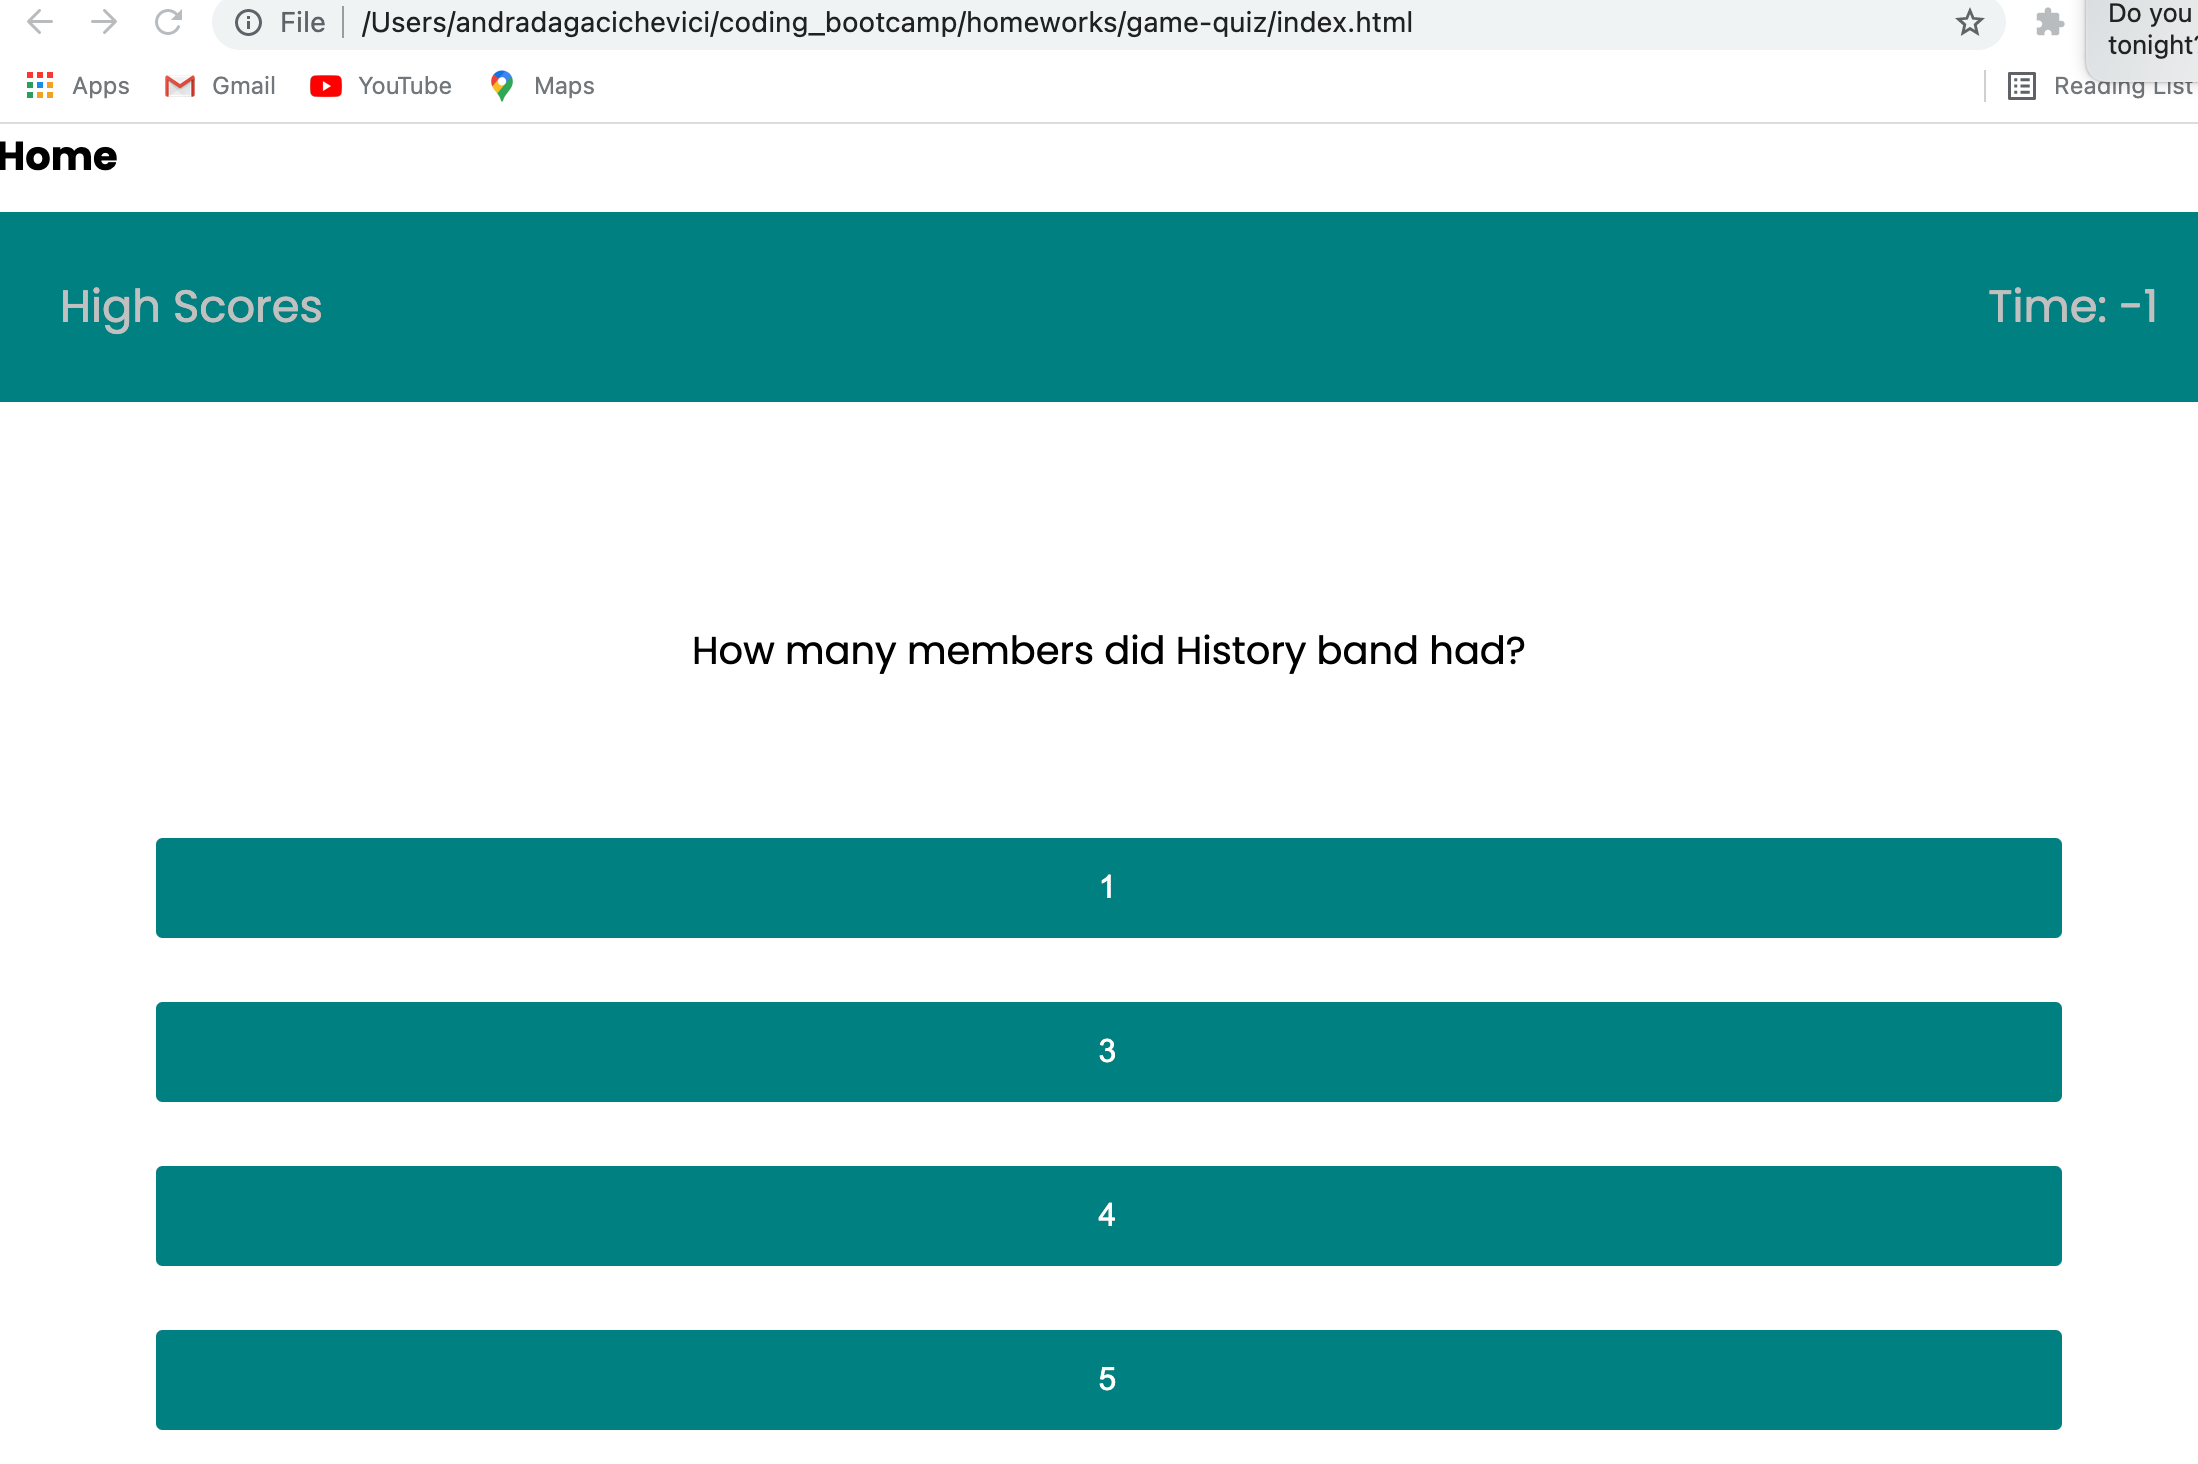 File | /Users/andradagacichevici/coding_bootcamp/homeworks/game-quiz/index.html
Do you
tonight?
Apps Gmail YouTube Maps Reading List
Home
High Scores Time: -1
How many members did History band had?
1
3
4
5